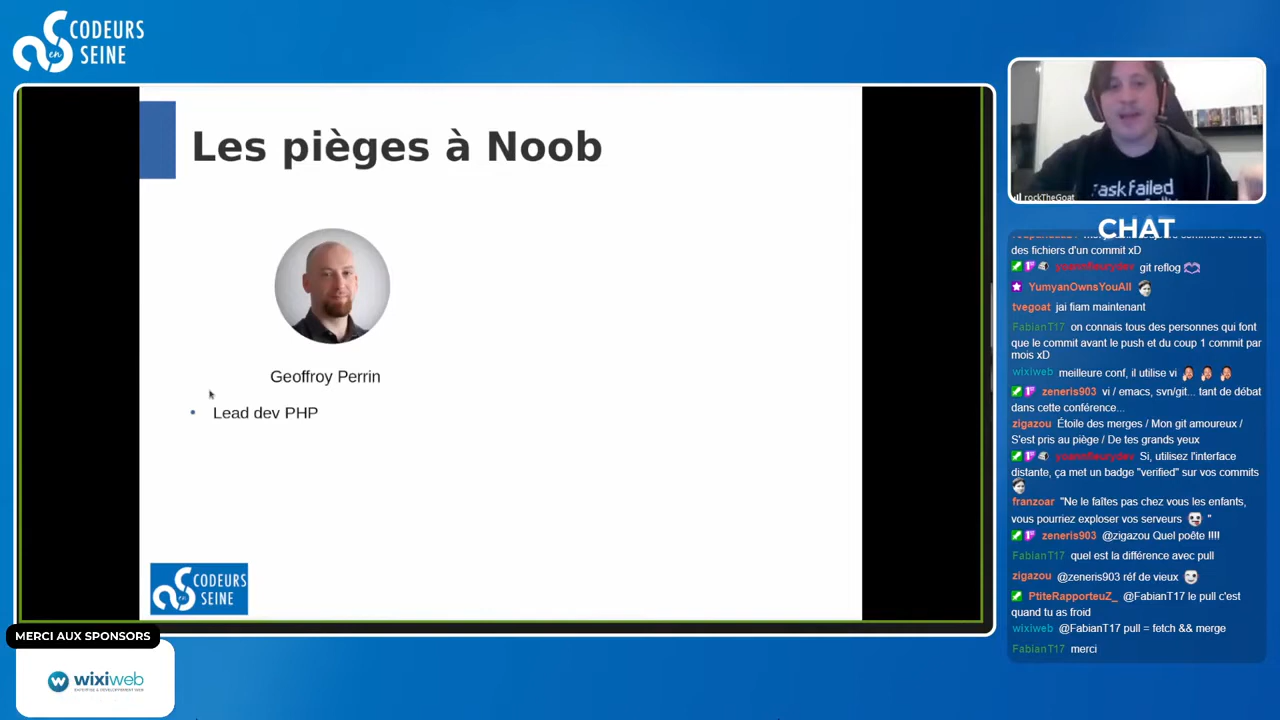 CODEURS
en
SEINE
Les pièges à Noob
Geoffroy Perrin
• Lead dev PHP
CODEURS
en
SEINE
MERCI AUX SPONSORS
wixiweb
task failed
rockTheGoat
CHAT
des fichiers d'un commit xD
yoannfleurydev git reflog
YumyanOwnsYouAll
tvegoat jai fiam maintenant
FabianT17 on connais tous des personnes qui font
que le commit avant le push et du coup 1 commit par
mois xD
wixiweb meilleure conf, il utilise vi
zeneris903 vi / emacs, svn/git... tant de débat
dans cette conférence...
zigazou Étoile des merges / Mon git amoureux /
S'est pris au piège / De tes grands yeux
yoannfleurydev Si, utilisez l'interface
distante, ça met un badge "verified" sur vos commits
franzoar "Ne le faîtes pas chez vous les enfants,
vous pourriez exploser vos serveurs "
zeneris903 @zigazou Quel poête !!!!
FabianT17 quel est la différence avec pull
zigazou @zeneris903 réf de vieux
PtiteRapporteuZ_ @FabianT17 le pull c'est
quand tu as froid
wixiweb @FabianT17 pull = fetch && merge
FabianT17 merci